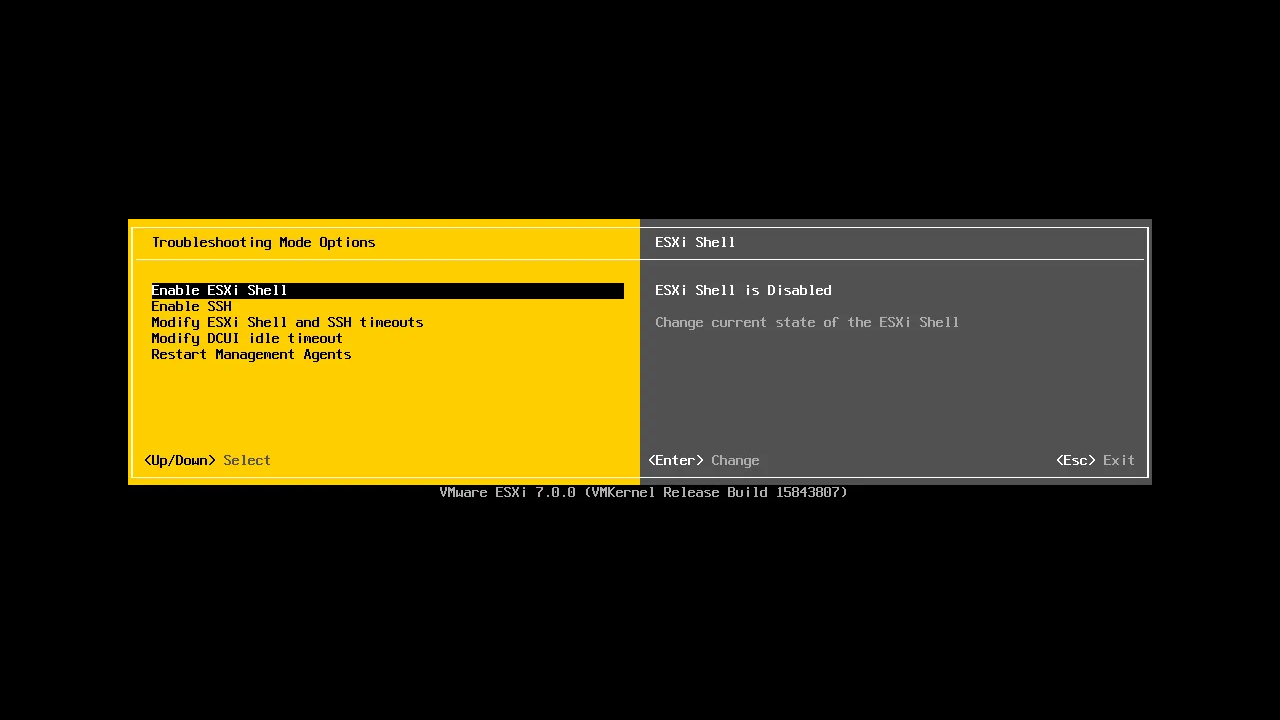 Troubleshooting Mode Options
Enable ESXi Shell
Enable SSH
Modify ESXi Shell and SSH timeouts
Modify DCUI idle timeout
Restart Management Agents
<Up/Down> Select
ESXi Shell
ESXi Shell is Disabled
Change current state of the ESXi Shell
<Enter> Change
<Esc> Exit
VMware ESXi 7.0.0 (VMKernel Release Build 15843807)